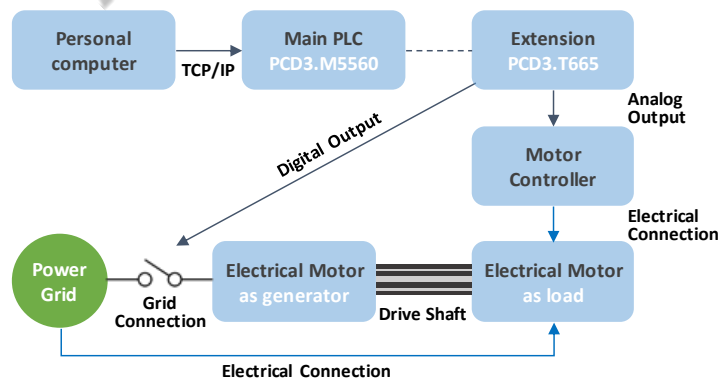 Personal
computer
TCP/IP
Main PLC
PCD3.M5560
Extension
PCD3.T665
Analog
Output
Digital Output
Motor
Controller
Electrical
Connection
Power
Grid
Grid
Connection
Electrical Motor
as generator
Drive Shaft
Electrical Motor
as load
Electrical Connection